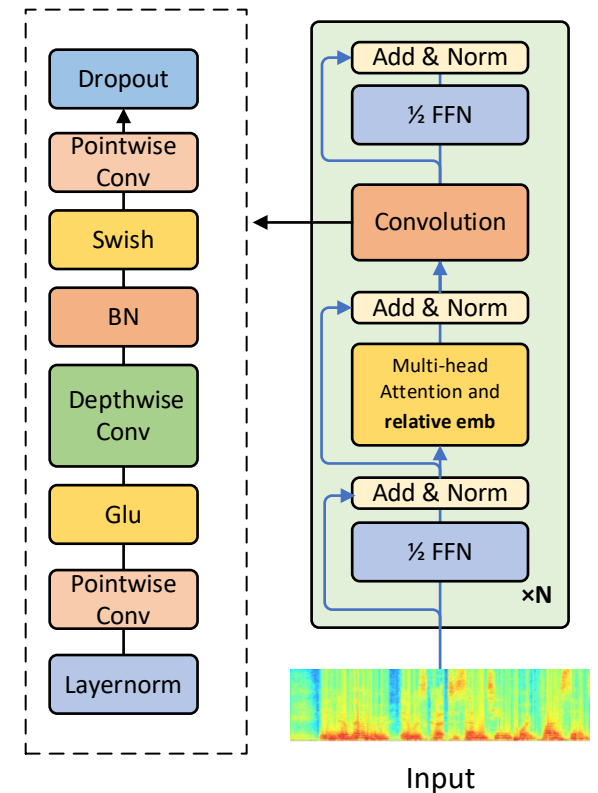 Dropout
Pointwise
Conv
Swish
BN
Depthwise
Conv
Glu
Pointwise
Conv
Layernorm
Add & Norm
½ FFN
Convolution
Add & Norm
Multi-head
Attention and
relative emb
Add & Norm
½ FFN
×N
Input